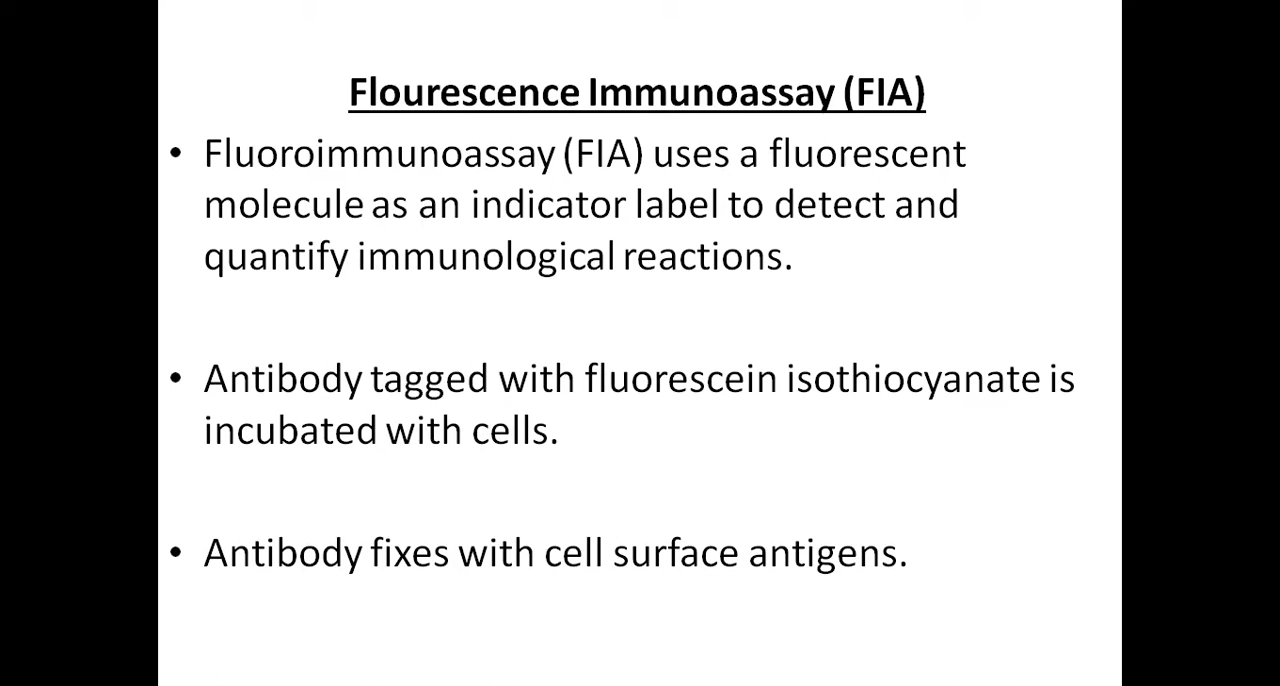 Flourescence Immunoassay (FIA)
• Fluoroimmunoassay (FIA) uses a fluorescent
molecule as an indicator label to detect and
quantify immunological reactions.
• Antibody tagged with fluorescein isothiocyanate is
incubated with cells.
• Antibody fixes with cell surface antigens.